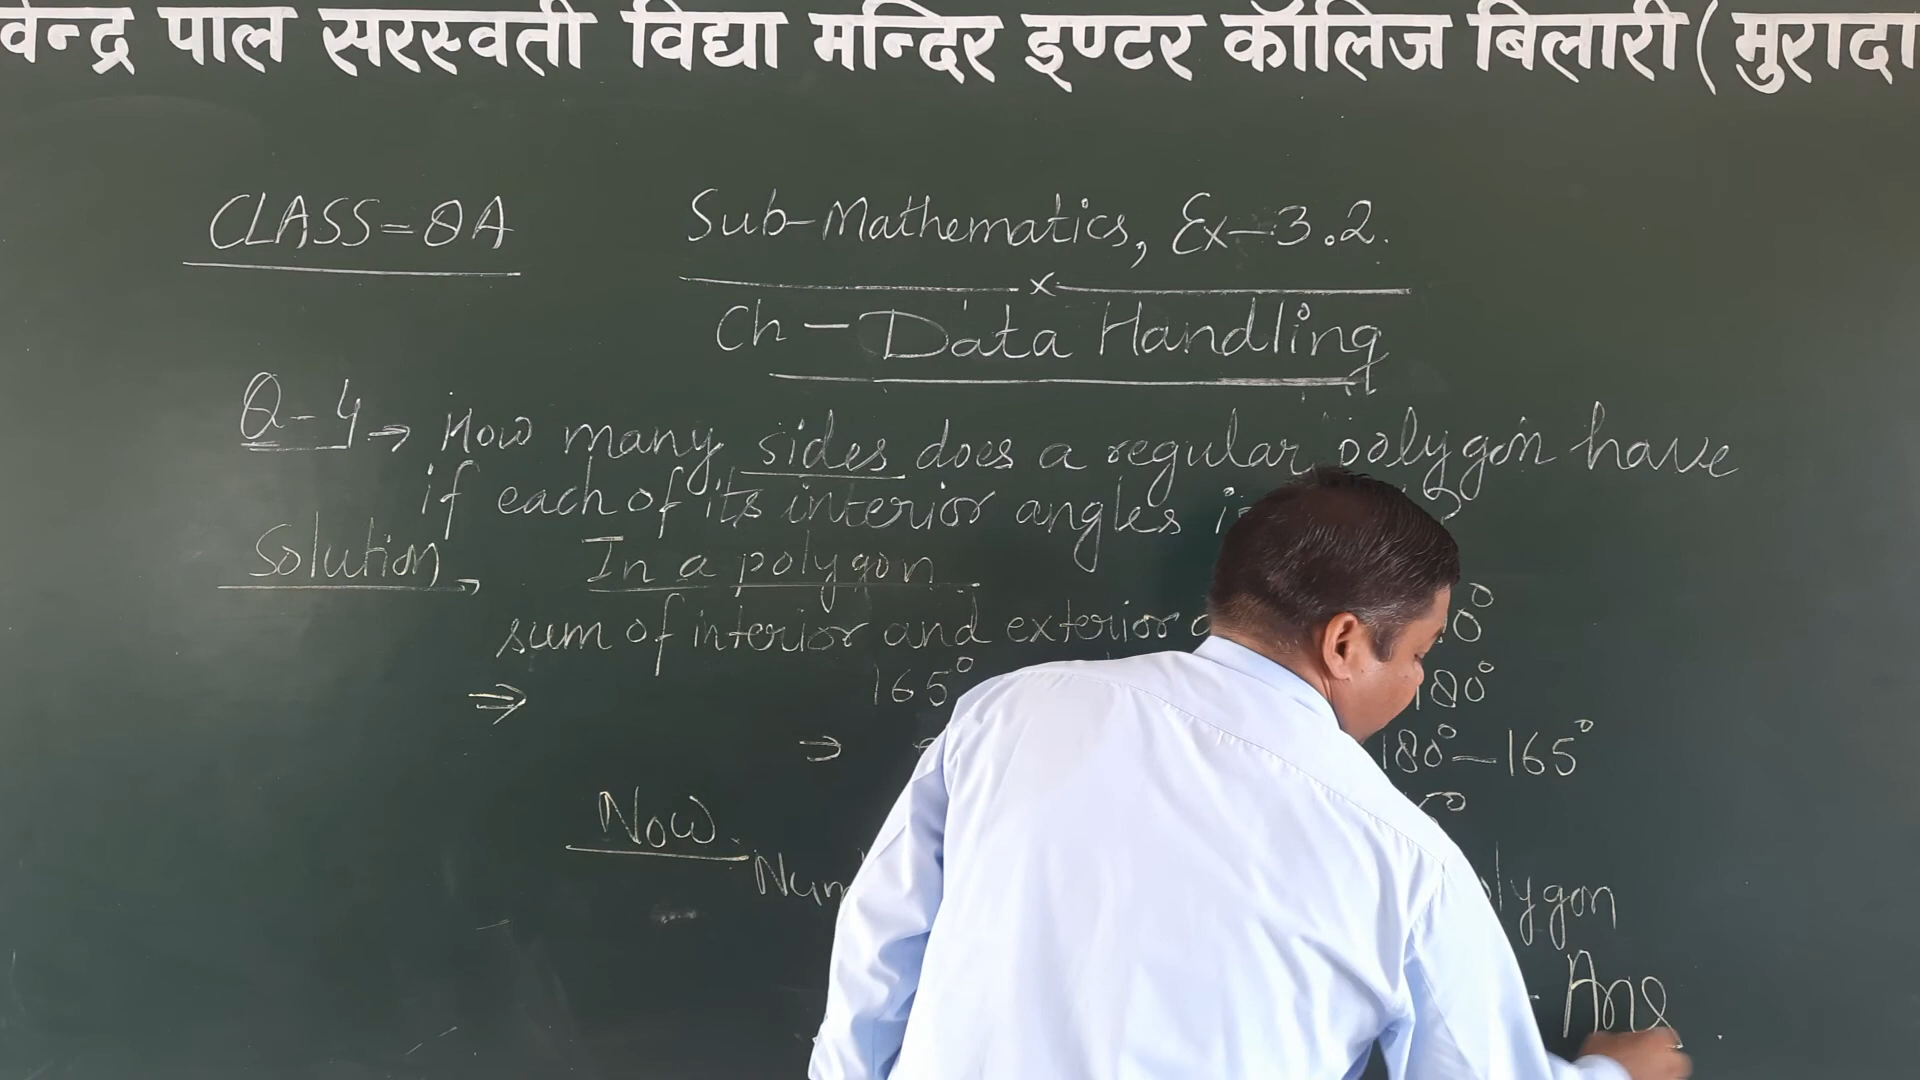 वेन्द्र पाल सरस्वती विद्या मन्दिर इण्टर कॉलिज बिलारी ( मुरादा
CLASS-8A
Sub-Mathematics, Ex-3.2.
x
Ch - Data Handling
Q-4 → How many sides does a regular polygon have
if each of its interior angles ?
Solution, In a polygon
sum of interior and exterior
⇒ 165° 180°
⇒ 180° - 165°
Now
- Ans